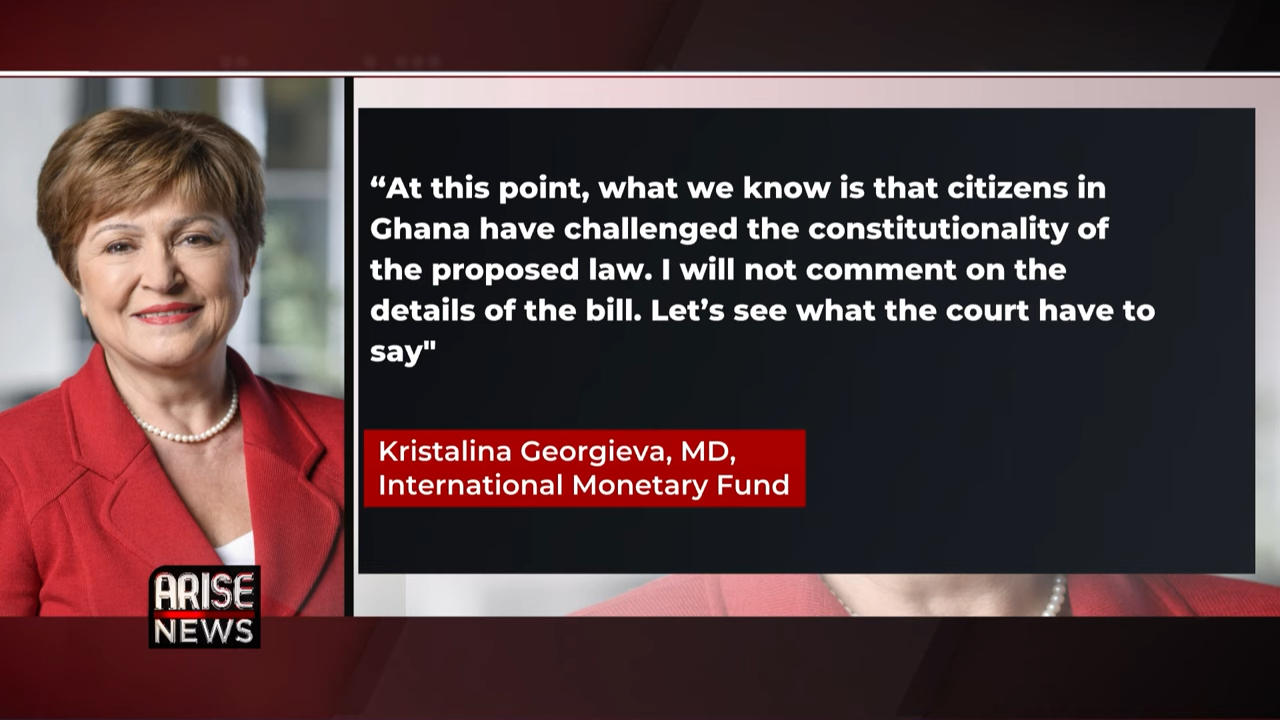 “At this point, what we know is that citizens in
Ghana have challenged the constitutionality of
the proposed law. I will not comment on the
details of the bill. Let’s see what the court have to
say"
Kristalina Georgieva, MD,
International Monetary Fund
ARISE
NEWS